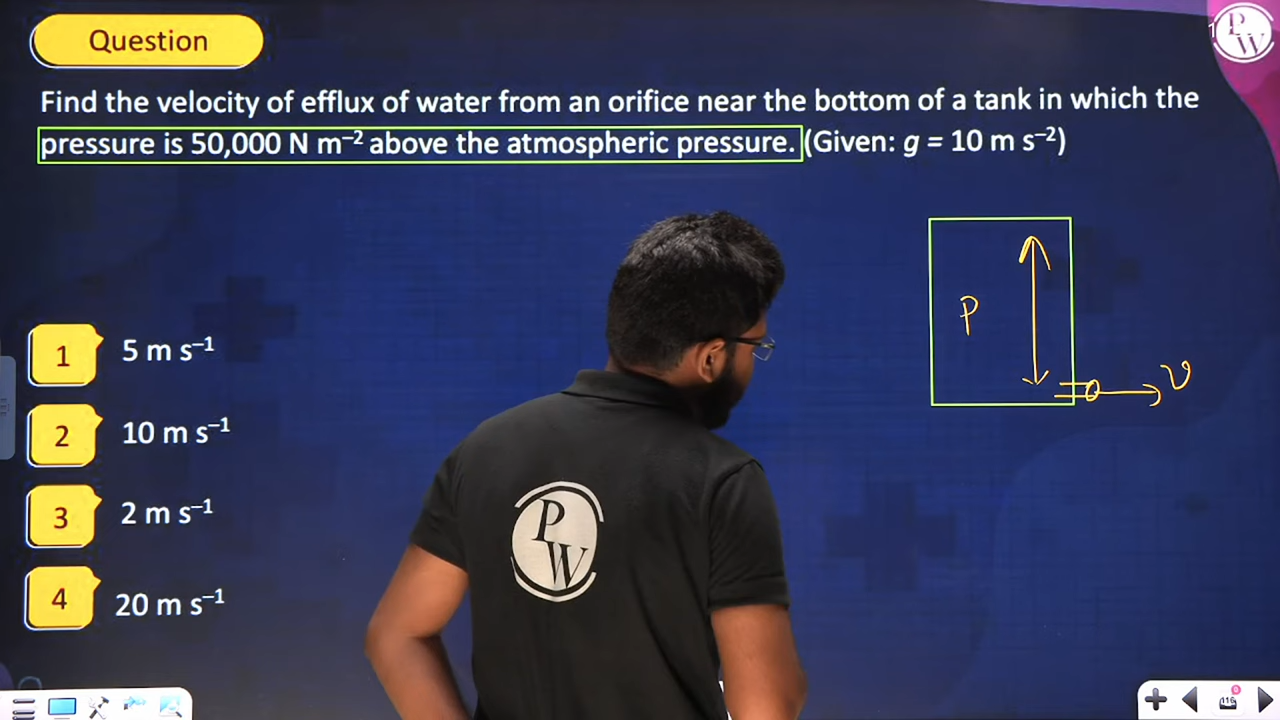 Question
Find the velocity of efflux of water from an orifice near the bottom of a tank in which the
pressure is 50,000 N m⁻² above the atmospheric pressure. (Given: g = 10 m s⁻²)
P
v
1 5 m s⁻¹
2 10 m s⁻¹
3 2 m s⁻¹
4 20 m s⁻¹
PW
PW
116